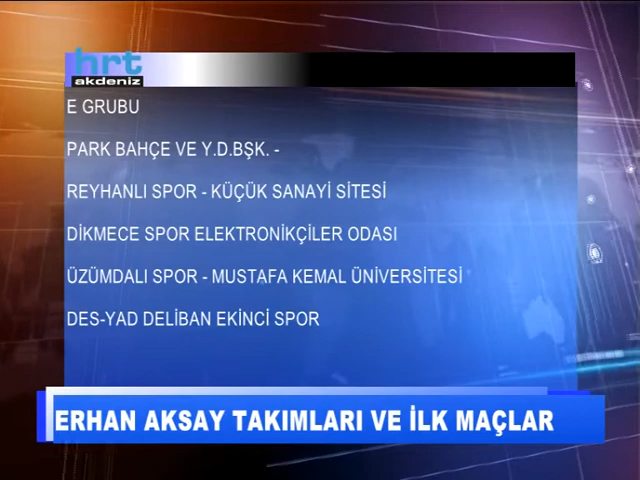 hrt
akdeniz
E GRUBU
PARK BAHÇE VE Y.D.BŞK. -
REYHANLI SPOR - KÜÇÜK SANAYİ SİTESİ
DİKMECE SPOR ELEKTRONİKÇİLER ODASI
ÜZÜMDALI SPOR - MUSTAFA KEMAL ÜNİVERSİTESİ
DES-YAD DELİBAN EKİNCİ SPOR
ERHAN AKSAY TAKIMLARI VE İLK MAÇLAR